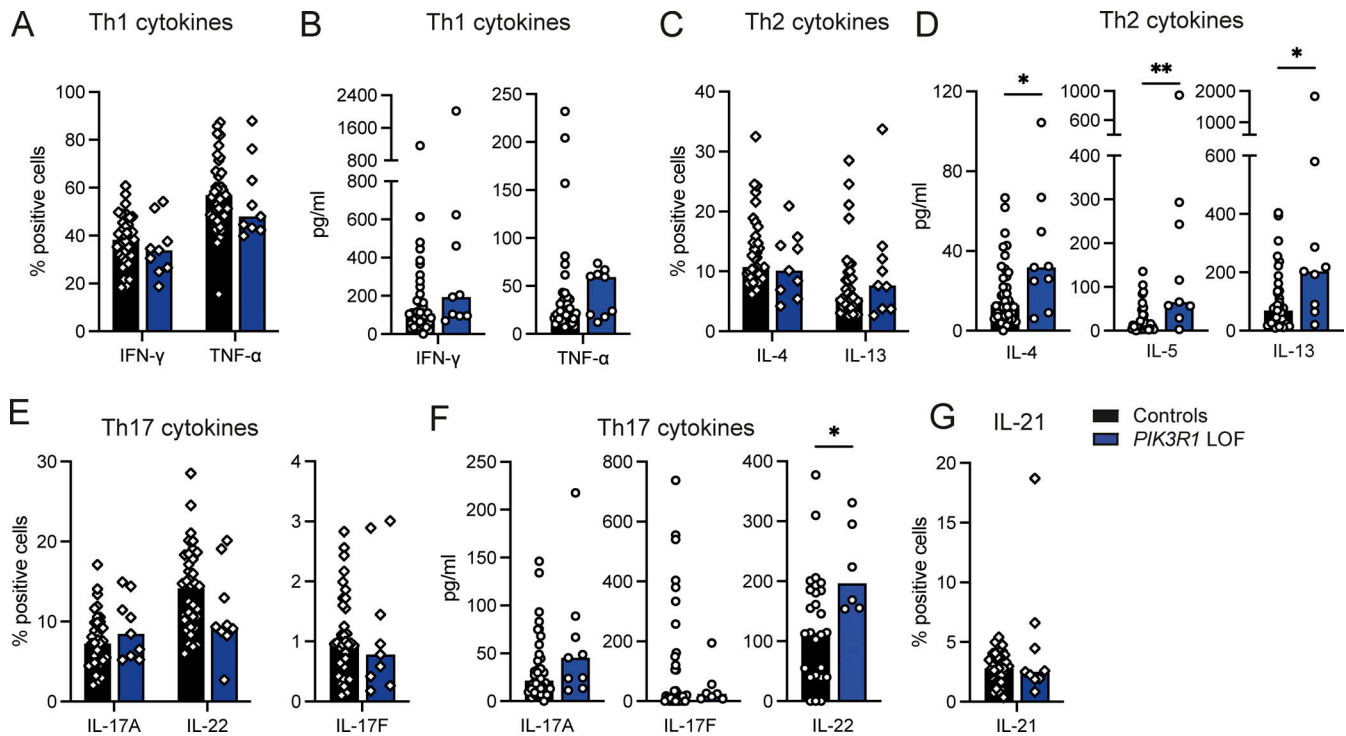 A
Th1 cytokines
% positive cells
100
80
60
40
20
0
IFN-γ
TNF-α
B
Th1 cytokines
pg/ml
2400
1600
800
600
400
200
0
IFN-γ
250
200
150
100
50
0
TNF-α
C
Th2 cytokines
% positive cells
40
30
20
10
0
IL-4
IL-13
D
Th2 cytokines
pg/ml
120
80
40
0
*
IL-4
1000
600
400
300
200
100
0
**
IL-5
2000
1000
600
400
200
0
*
IL-13
E
Th17 cytokines
% positive cells
30
20
10
0
IL-17A
IL-22
4
3
2
1
0
IL-17F
F
Th17 cytokines
pg/ml
250
200
150
100
50
0
IL-17A
800
600
400
200
0
IL-17F
400
300
200
100
0
*
IL-22
G
IL-21
% positive cells
20
15
10
5
0
IL-21
Controls
PIK3R1 LOF